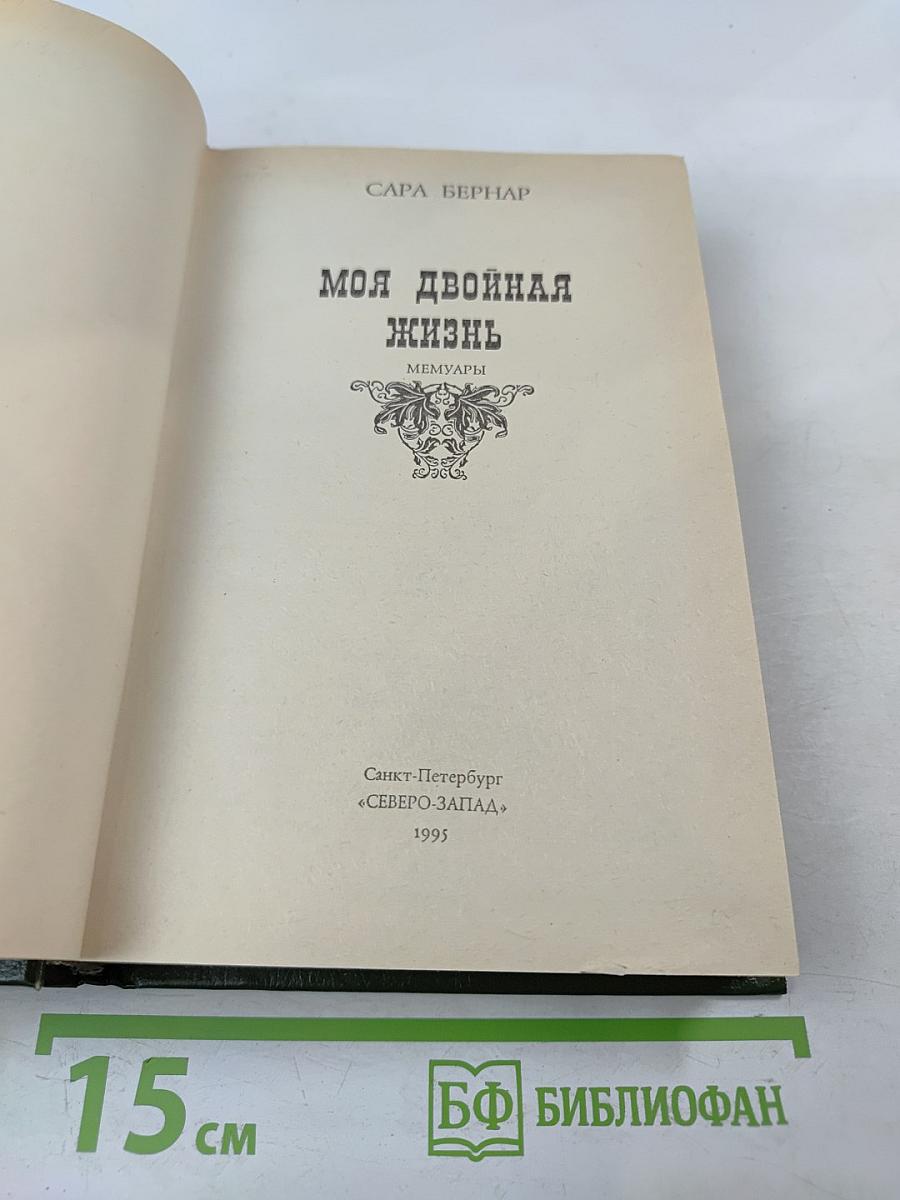 САРА БЕРНАР
МОЯ ДВОЙНАЯ
ЖИЗНЬ
МЕМУАРЫ
Санкт-Петербург
«СЕВЕРО-ЗАПАД»
1995
15 см
БФ БИБЛИОФАН